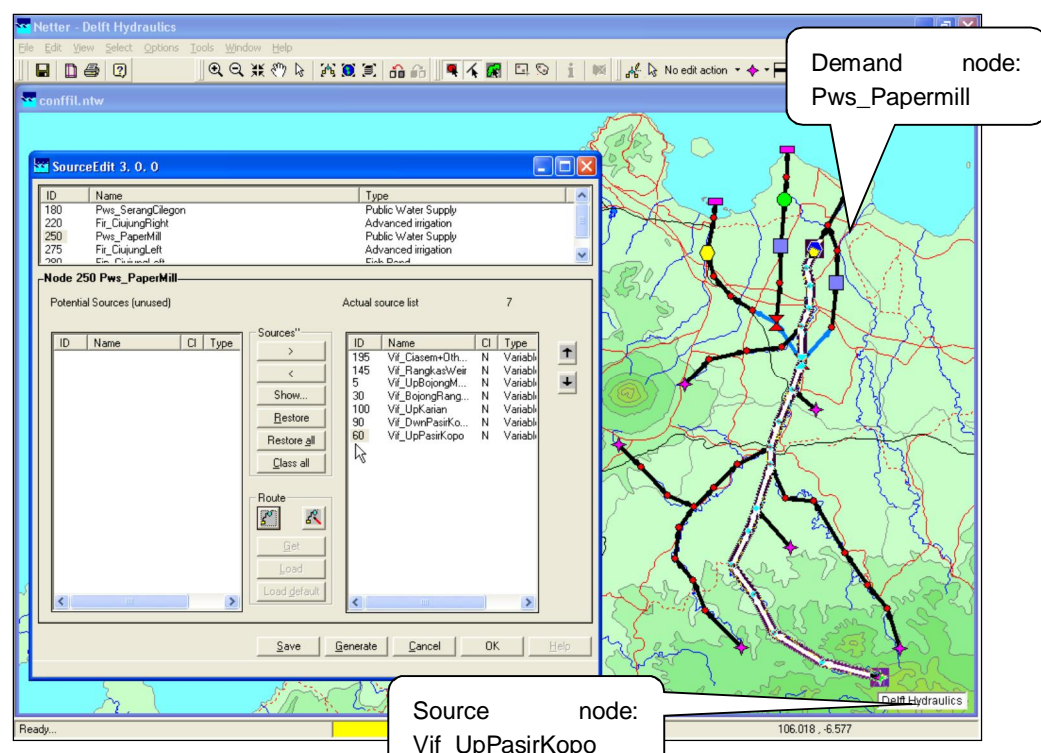 Netter - Delft Hydraulics
File Edit View Select Options Tools Window Help
No edit action
Demand node:
Pws_Papermill
conffil.ntw
SourceEdit 3. 0. 0
ID Name Type
180 Pws_SerangCilegon Public Water Supply
220 Fir_CiujungRight Advanced irrigation
250 Pws_PaperMill Public Water Supply
275 Fir_CiujungLeft Advanced irrigation
280 Fin_CiujungLeft Fish Pond
Node 250 Pws_PaperMill
Potential Sources (unused) Actual source list 7
Sources''
ID Name Cl Type
ID Name Cl Type
>
<
Show...
Restore
Restore all
Class all
195 Vif_Ciasem+Oth... N Variabl
145 Vif_RangkasWeir N Variabl
5 Vif_UpBojongM... N Variabl
30 Vif_BojongRang... N Variabl
100 Vif_UpKarian N Variabl
90 Vif_DwnPasirKo... N Variabl
60 Vif_UpPasirKopo N Variabl
Route
Get
Load
Load default
Save Generate Cancel OK Help
Delft Hydraulics
Source node:
Vif_UpPasirKopo
Ready...
106.018 , -6.577